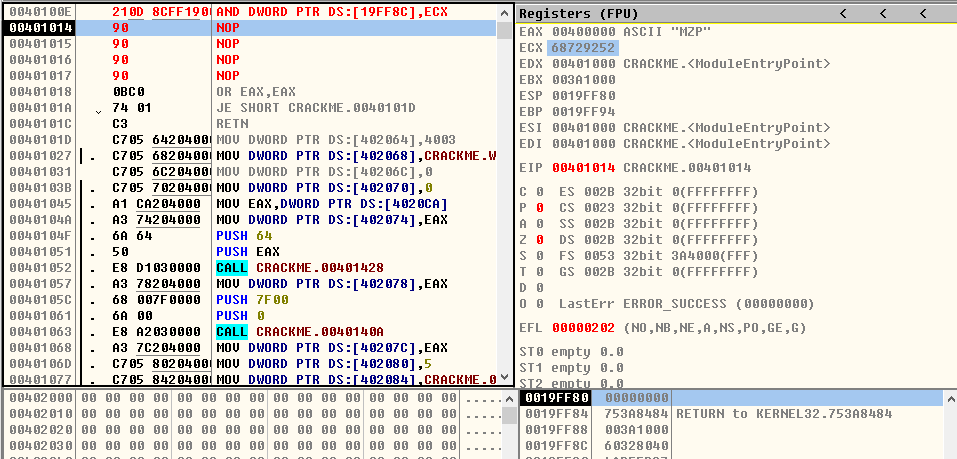 0040100E 210D 8CFF190 AND DWORD PTR DS:[19FF8C],ECX
00401014 90 NOP
00401015 90 NOP
00401016 90 NOP
00401017 90 NOP
00401018 0BC0 OR EAX,EAX
0040101A 74 01 JE SHORT CRACKME.0040101D
0040101C C3 RETN
0040101D C705 6420400 MOV DWORD PTR DS:[402064],4003
00401027 . C705 6820400 MOV DWORD PTR DS:[402068],CRACKME.W
00401031 . C705 6C20400 MOV DWORD PTR DS:[40206C],0
0040103B . C705 7020400 MOV DWORD PTR DS:[402070],0
00401045 . A1 CA204000 MOV EAX,DWORD PTR DS:[4020CA]
0040104A . A3 74204000 MOV DWORD PTR DS:[402074],EAX
0040104F . 6A 64 PUSH 64
00401051 . 50 PUSH EAX
00401052 . E8 D1030000 CALL CRACKME.00401428
00401057 . A3 78204000 MOV DWORD PTR DS:[402078],EAX
0040105C . 68 007F0000 PUSH 7F00
00401061 . 6A 00 PUSH 0
00401063 . E8 A2030000 CALL CRACKME.0040140A
00401068 . A3 7C204000 MOV DWORD PTR DS:[40207C],EAX
0040106D . C705 8020400 MOV DWORD PTR DS:[402080],5
00401077 . C705 8420400 MOV DWORD PTR DS:[402084],CRACKME.0
Registers (FPU) < < <
EAX 00400000 ASCII "MZP"
ECX 68729252
EDX 00401000 CRACKME.<ModuleEntryPoint>
EBX 003A1000
ESP 0019FF80
EBP 0019FF94
ESI 00401000 CRACKME.<ModuleEntryPoint>
EDI 00401000 CRACKME.<ModuleEntryPoint>
EIP 00401014 CRACKME.00401014
C 0 ES 002B 32bit 0(FFFFFFFF)
P 0 CS 0023 32bit 0(FFFFFFFF)
A 0 SS 002B 32bit 0(FFFFFFFF)
Z 0 DS 002B 32bit 0(FFFFFFFF)
S 0 FS 0053 32bit 3A4000(FFF)
T 0 GS 002B 32bit 0(FFFFFFFF)
D 0
O 0 LastErr ERROR_SUCCESS (00000000)
EFL 00000202 (NO,NB,NE,A,NS,PO,GE,G)
ST0 empty 0.0
ST1 empty 0.0
ST2 empty 0.0
00402000 00 00 00 00 00 00 00 00 00 00 00 00 00 00 00 00 .....
00402010 00 00 00 00 00 00 00 00 00 00 00 00 00 00 00 00 .....
00402020 00 00 00 00 00 00 00 00 00 00 00 00 00 00 00 00 .....
00402030 00 00 00 00 00 00 00 00 00 00 00 00 00 00 00 00 .....
0019FF80 00000000
0019FF84 753A8484 RETURN to KERNEL32.753A8484
0019FF88 003A1000
0019FF8C 60328040